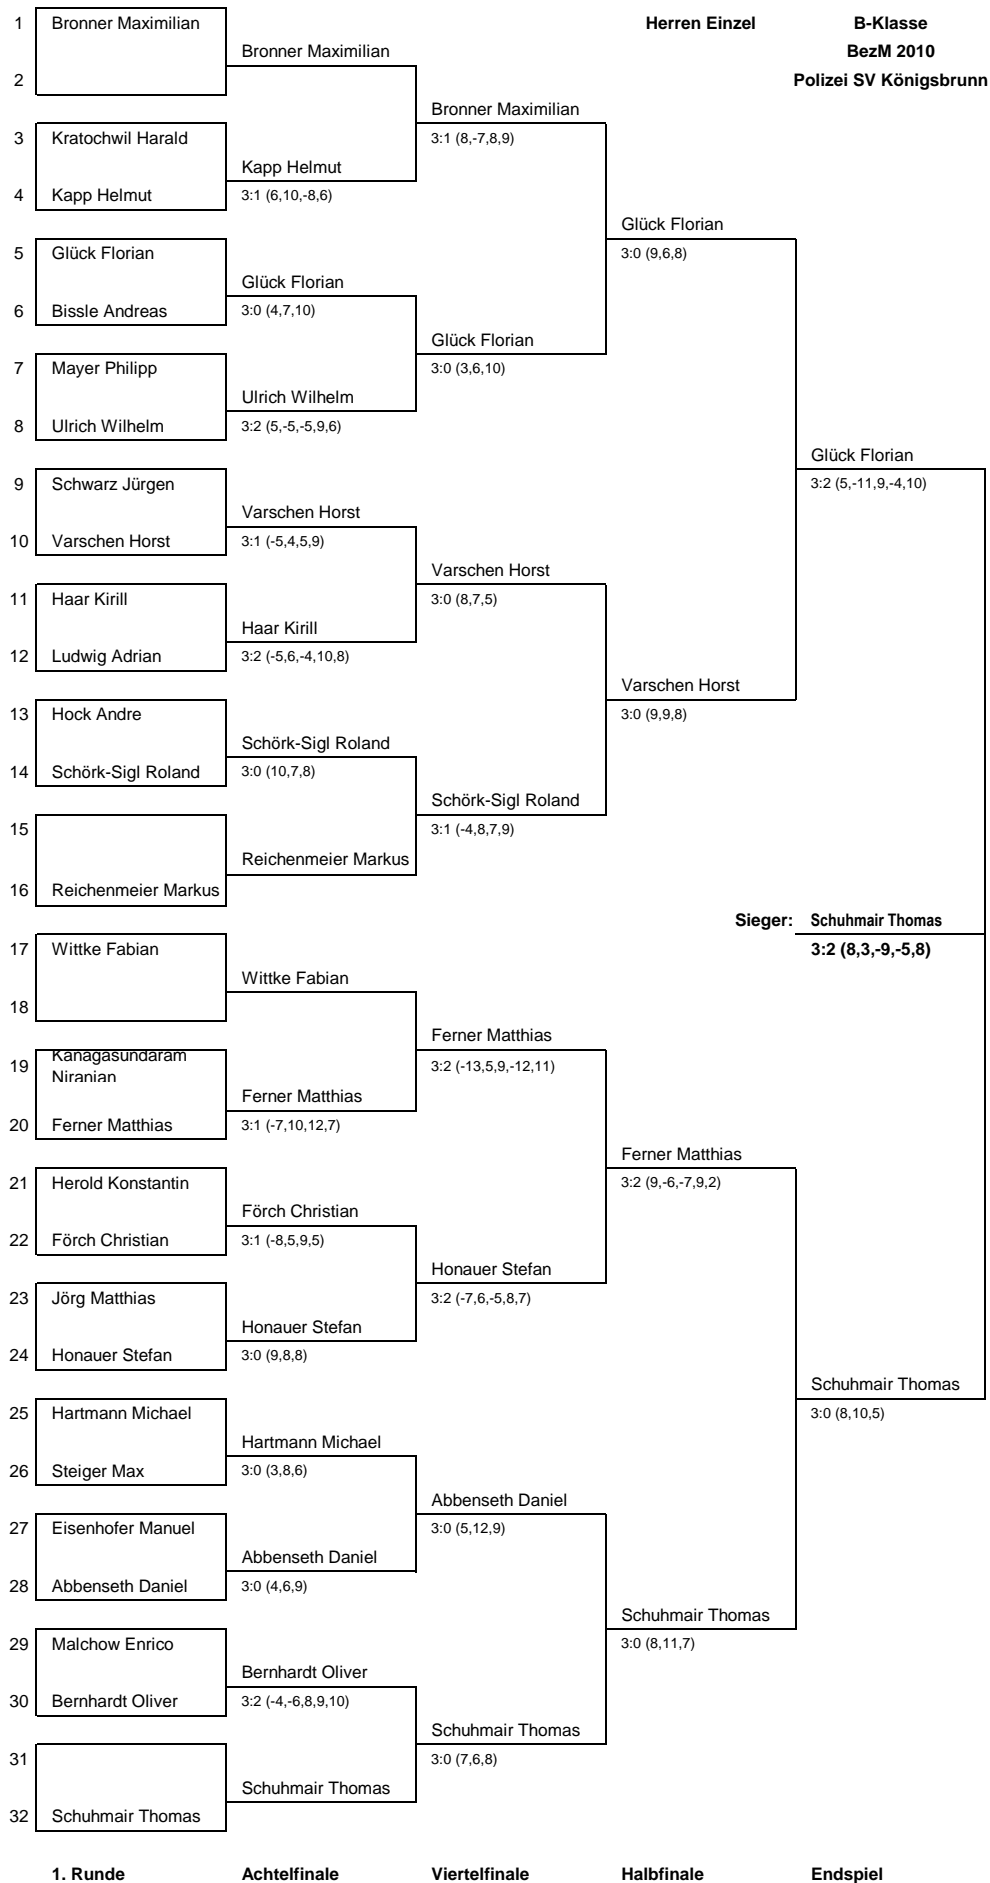 1 Bronner Maximilian Herren Einzel B-Klasse
Bronner Maximilian BezM 2010
2 Polizei SV Königsbrunn
Bronner Maximilian
3 Kratochwil Harald 3:1 (8,-7,8,9)
Kapp Helmut
4 Kapp Helmut 3:1 (6,10,-8,6)
Glück Florian
5 Glück Florian 3:0 (9,6,8)
Glück Florian
6 Bissle Andreas 3:0 (4,7,10)
Glück Florian
7 Mayer Philipp 3:0 (3,6,10)
Ulrich Wilhelm
8 Ulrich Wilhelm 3:2 (5,-5,-5,9,6)
Glück Florian
9 Schwarz Jürgen 3:2 (5,-11,9,-4,10)
Varschen Horst
10 Varschen Horst 3:1 (-5,4,5,9)
Varschen Horst
11 Haar Kirill 3:0 (8,7,5)
Haar Kirill
12 Ludwig Adrian 3:2 (-5,6,-4,10,8)
Varschen Horst
13 Hock Andre 3:0 (9,9,8)
Schörk-Sigl Roland
14 Schörk-Sigl Roland 3:0 (10,7,8)
Schörk-Sigl Roland
15 3:1 (-4,8,7,9)
Reichenmeier Markus
16 Reichenmeier Markus
Sieger: Schuhmair Thomas
17 Wittke Fabian 3:2 (8,3,-9,-5,8)
Wittke Fabian
18
Ferner Matthias
Kanagasundaram
19 3:2 (-13,5,9,-12,11)
Niranjan
Ferner Matthias
20 Ferner Matthias 3:1 (-7,10,12,7)
Ferner Matthias
21 Herold Konstantin 3:2 (9,-6,-7,9,2)
Förch Christian
22 Förch Christian 3:1 (-8,5,9,5)
Honauer Stefan
23 Jörg Matthias 3:2 (-7,6,-5,8,7)
Honauer Stefan
24 Honauer Stefan 3:0 (9,8,8)
Schuhmair Thomas
25 Hartmann Michael 3:0 (8,10,5)
Hartmann Michael
26 Steiger Max 3:0 (3,8,6)
Abbenseth Daniel
27 Eisenhofer Manuel 3:0 (5,12,9)
Abbenseth Daniel
28 Abbenseth Daniel 3:0 (4,6,9)
Schuhmair Thomas
29 Malchow Enrico 3:0 (8,11,7)
Bernhardt Oliver
30 Bernhardt Oliver 3:2 (-4,-6,8,9,10)
Schuhmair Thomas
31 3:0 (7,6,8)
Schuhmair Thomas
32 Schuhmair Thomas
1. Runde Achtelfinale Viertelfinale Halbfinale Endspiel